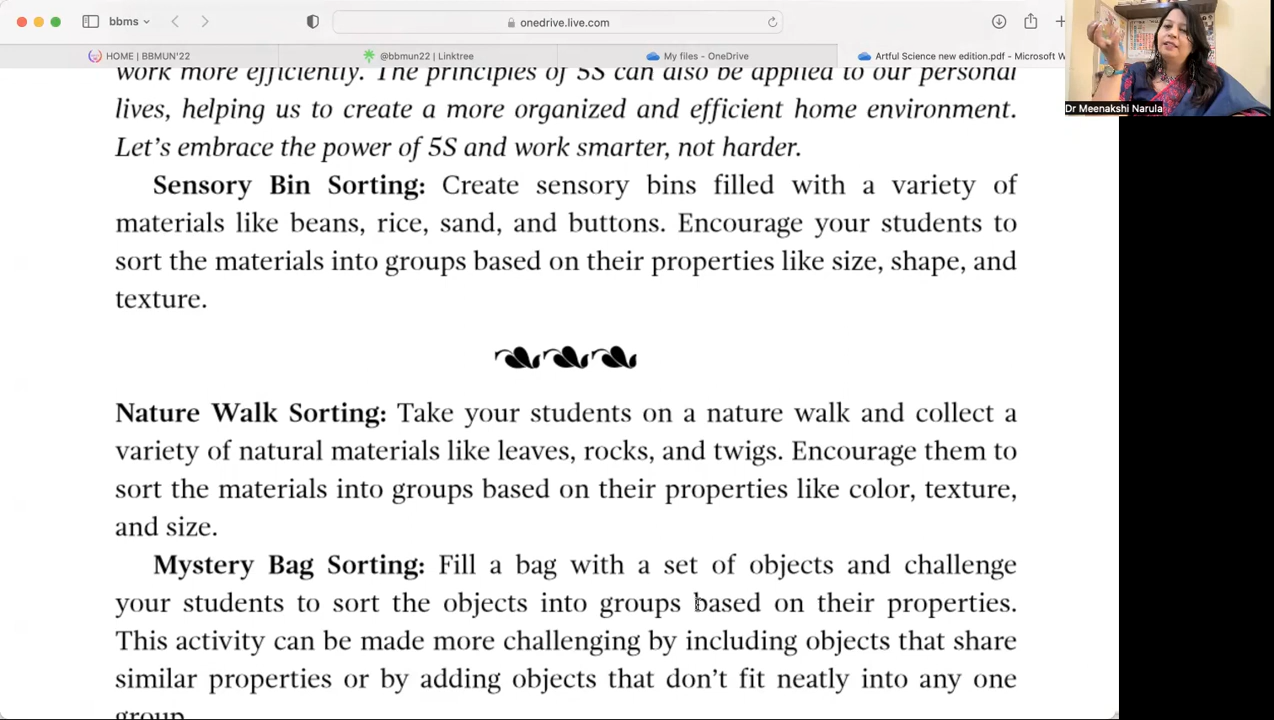 bbms
onedrive.live.com
HOME | BBMUN'22
@bbmun22 | Linktree
My files - OneDrive
Artful Science new edition.pdf - Microsoft W
Dr Meenakshi Narula
work more efficiently. The principles of 5S can also be applied to our personal
lives, helping us to create a more organized and efficient home environment.
Let's embrace the power of 5S and work smarter, not harder.
Sensory Bin Sorting: Create sensory bins filled with a variety of
materials like beans, rice, sand, and buttons. Encourage your students to
sort the materials into groups based on their properties like size, shape, and
texture.
Nature Walk Sorting: Take your students on a nature walk and collect a
variety of natural materials like leaves, rocks, and twigs. Encourage them to
sort the materials into groups based on their properties like color, texture,
and size.
Mystery Bag Sorting: Fill a bag with a set of objects and challenge
your students to sort the objects into groups based on their properties.
This activity can be made more challenging by including objects that share
similar properties or by adding objects that don't fit neatly into any one
group.